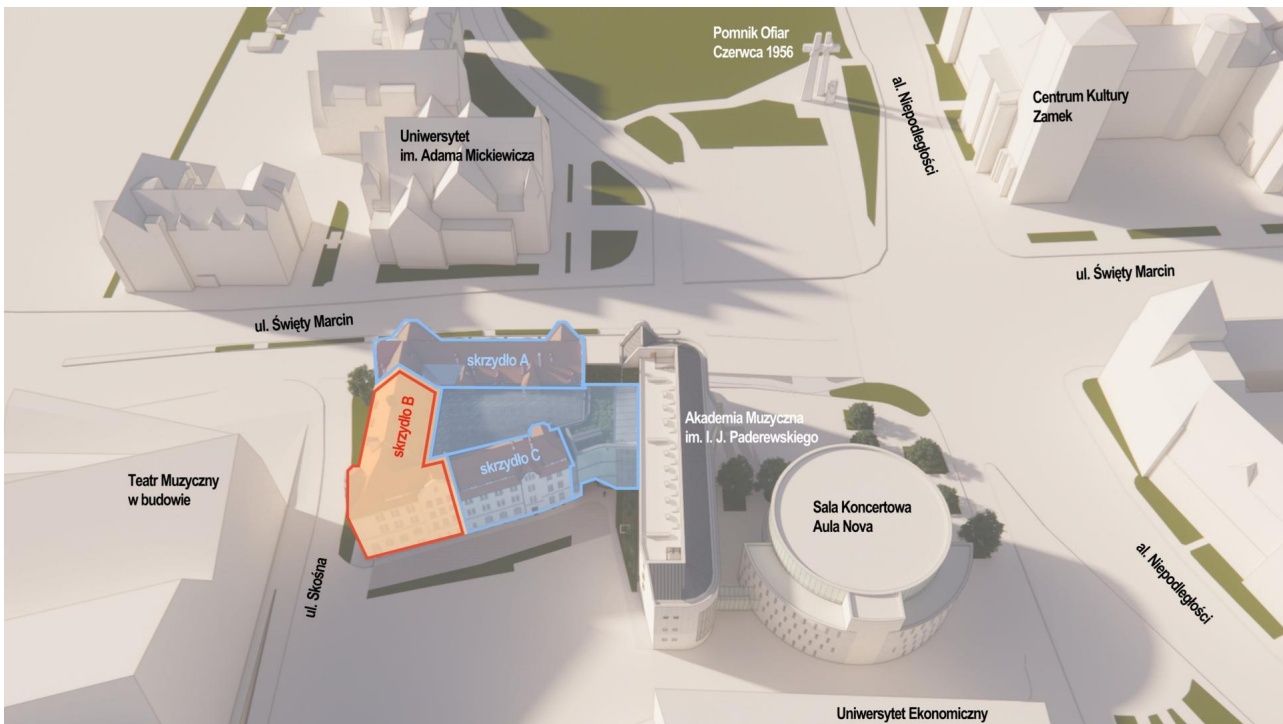 Pomnik Ofiar
Czerwca 1956
al. Niepodległości
Centrum Kultury
Zamek
Uniwersytet
im. Adama Mickiewicza
ul. Święty Marcin
ul. Święty Marcin
skrzydło A
skrzydło B
skrzydło C
Akademia Muzyczna
im. I. J. Paderewskiego
Teatr Muzyczny
w budowie
Sala Koncertowa
Aula Nova
ul. Skośna
al. Niepodległości
Uniwersytet Ekonomiczny